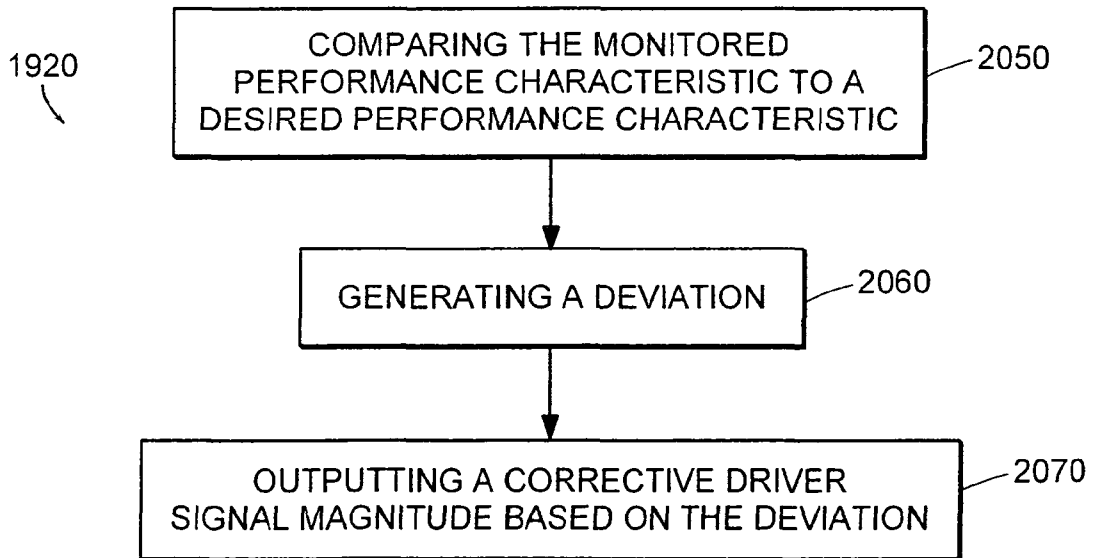 1920
COMPARING THE MONITORED
PERFORMANCE CHARACTERISTIC TO A
DESIRED PERFORMANCE CHARACTERISTIC
2050
GENERATING A DEVIATION
2060
OUTPUTTING A CORRECTIVE DRIVER
SIGNAL MAGNITUDE BASED ON THE DEVIATION
2070